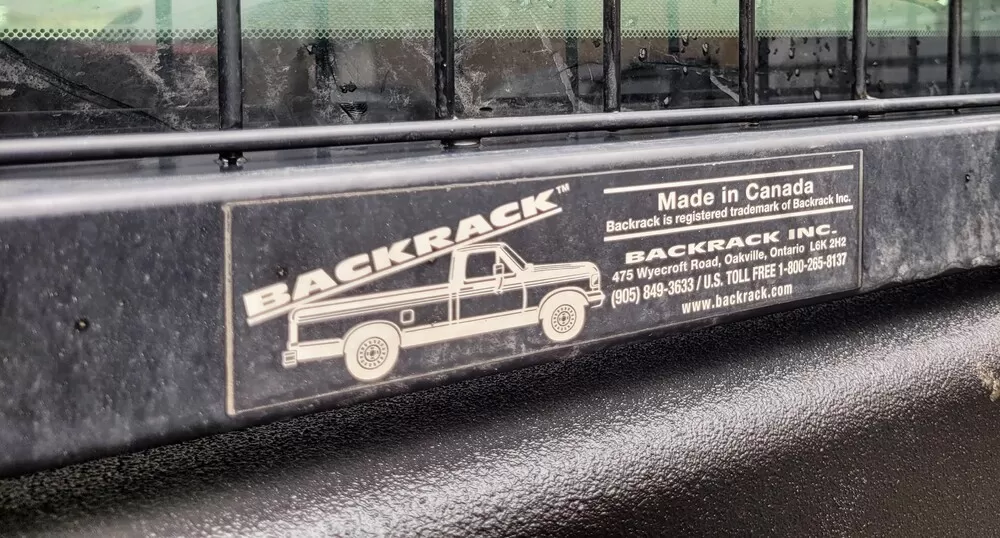 BACKRACK™
Made in Canada
Backrack is registered trademark of Backrack Inc.
BACKRACK INC.
475 Wyecroft Road, Oakville, Ontario L6K 2H2
(905) 849-3633 / U.S. TOLL FREE 1-800-265-8137
www.backrack.com